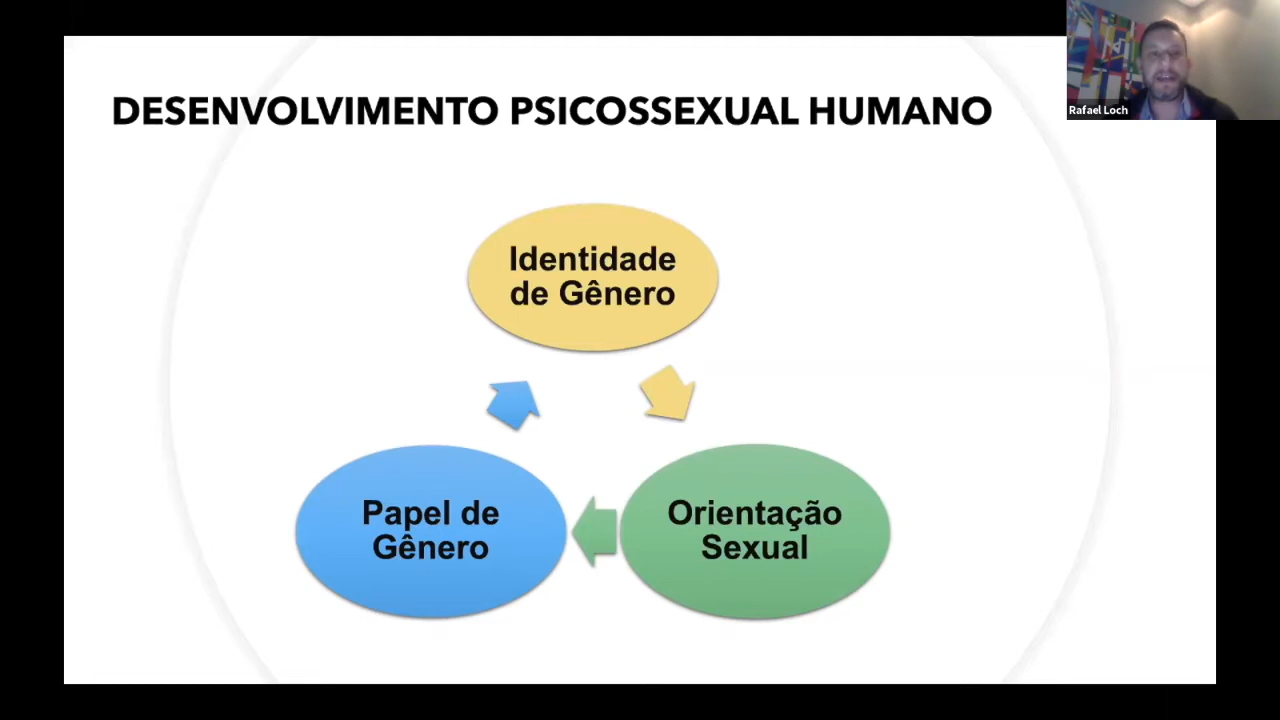 DESENVOLVIMENTO PSICOSSEXUAL HUMANO
Rafael Loch
Identidade
de Gênero
Papel de
Gênero
Orientação
Sexual